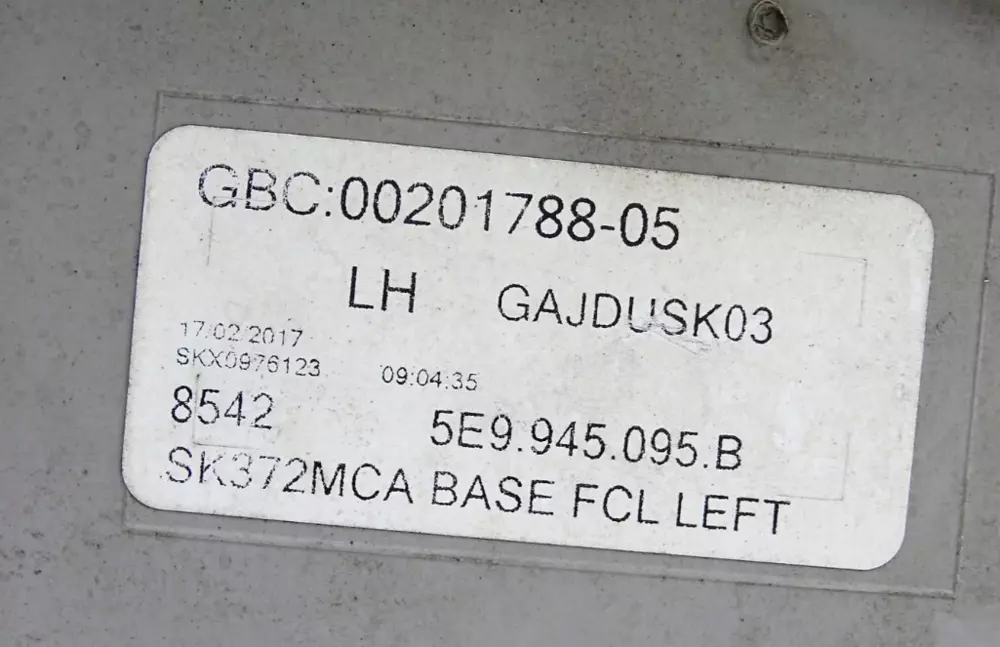 GBC:00201788-05
LH GAJDUSK03
17/02/2017
SKX0976123 09:04:35
8542 5E9.945.095.B
SK372MCA BASE FCL LEFT